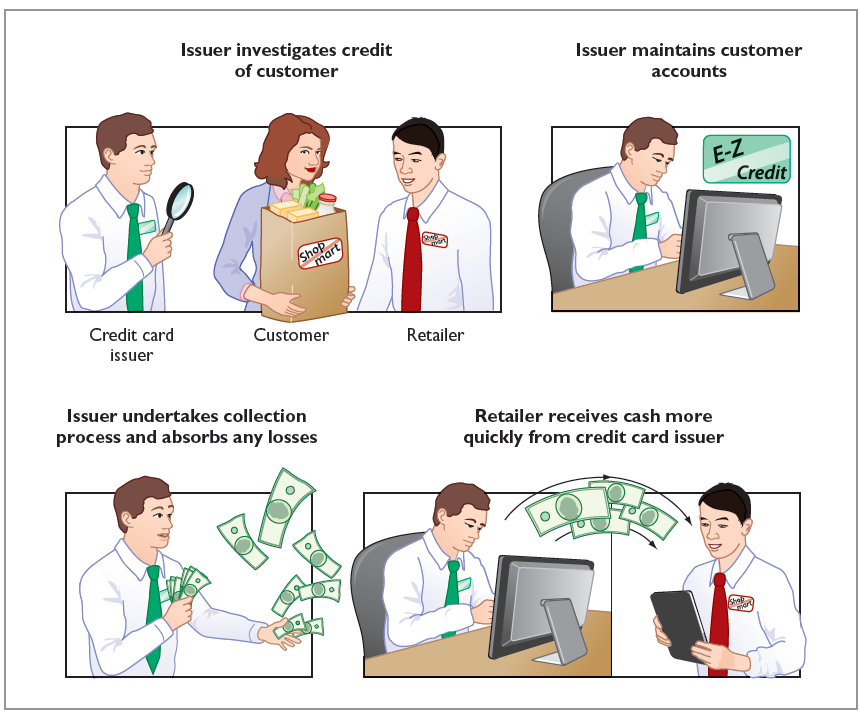 Issuer investigates credit
of customer
Issuer maintains customer
accounts
E-Z
Credit
Shop
mart
Shop
mart
Credit card
issuer
Customer
Retailer
Issuer undertakes collection
process and absorbs any losses
Retailer receives cash more
quickly from credit card issuer
Shop
mart